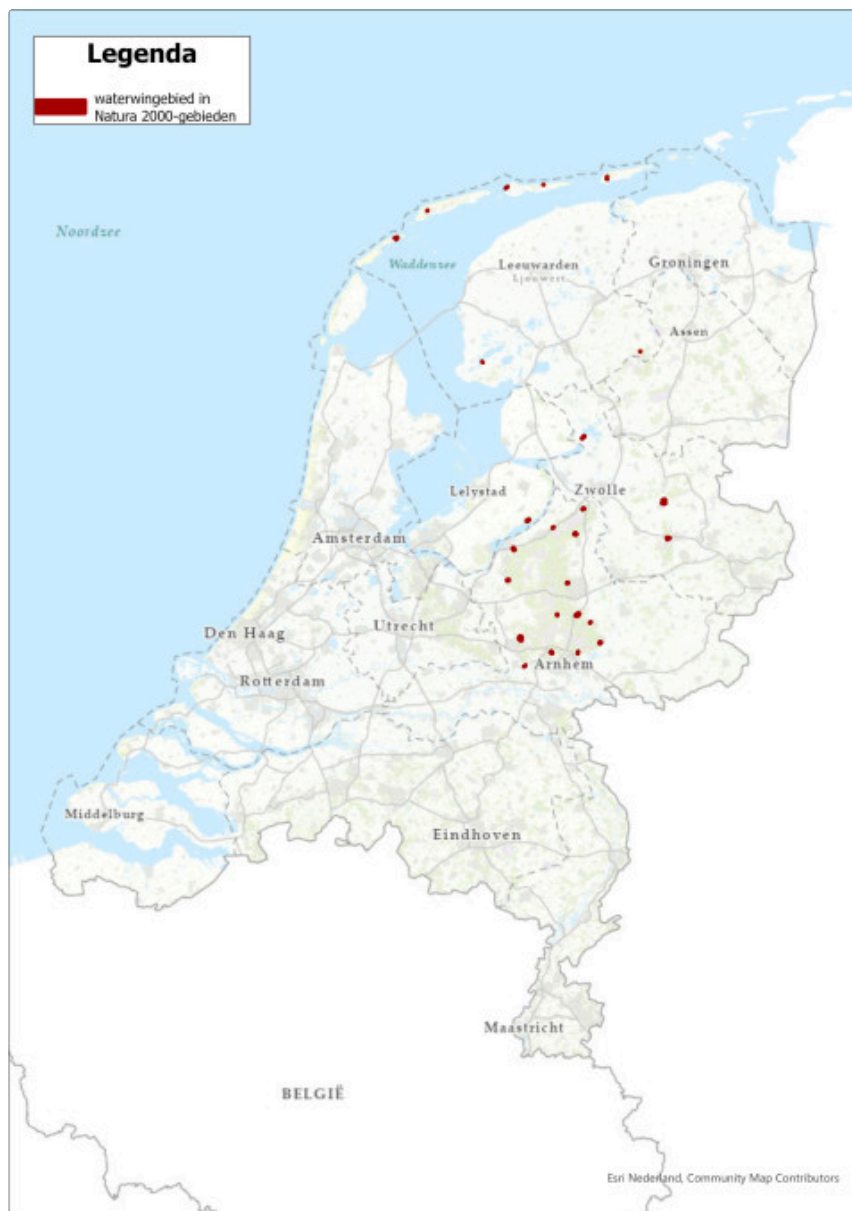 Legenda
waterwingebied in
Natura 2000-gebieden
Noordzee
Waddenzee
Leeuwarden
Ljouwert
Groningen
Assen
Lelystad
Zwolle
Amsterdam
Utrecht
Den Haag
Rotterdam
Arnhem
Middelburg
Eindhoven
Maastricht
BELGIË
Esri Nederland, Community Map Contributors